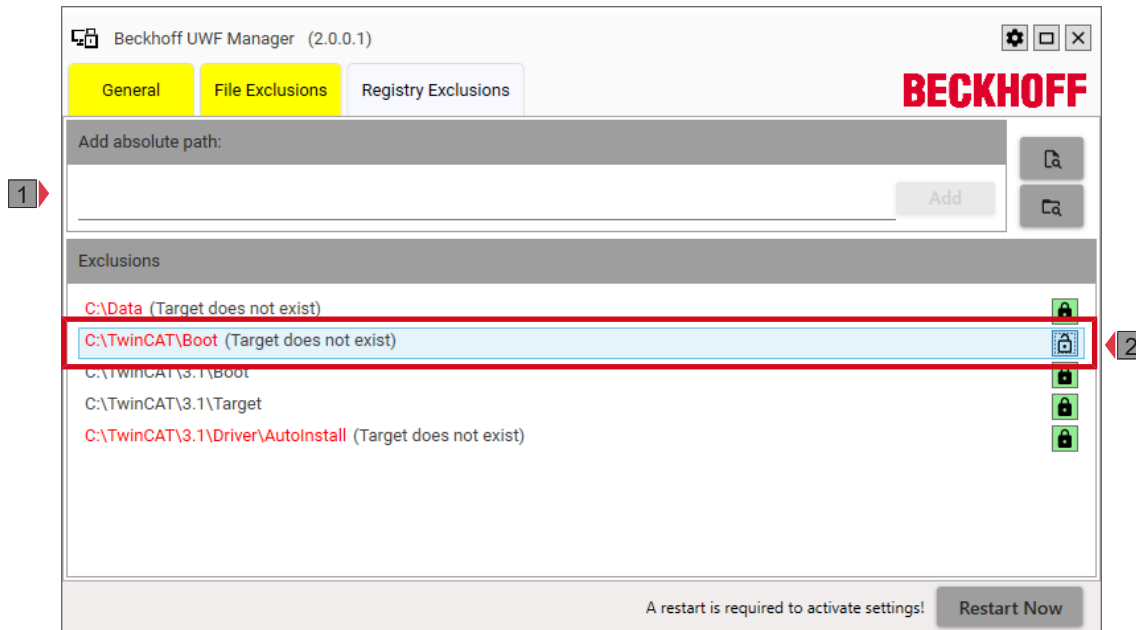 Beckhoff UWF Manager (2.0.0.1)
General File Exclusions Registry Exclusions
BECKHOFF
Add absolute path:
1
Add
Exclusions
C:\Data (Target does not exist)
C:\TwinCAT\Boot (Target does not exist)
2
C:\TwinCAT\3.1\Boot
C:\TwinCAT\3.1\Target
C:\TwinCAT\3.1\Driver\AutoInstall (Target does not exist)
A restart is required to activate settings! Restart Now